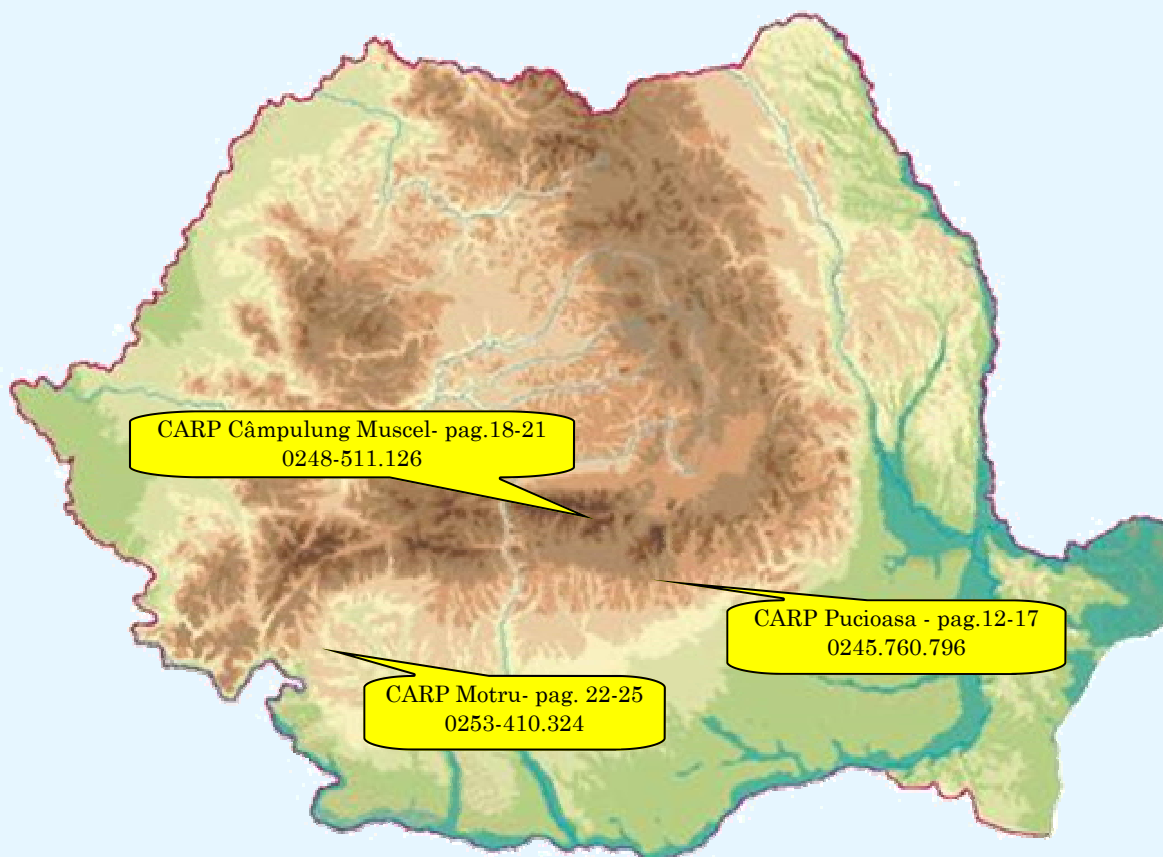 CARP Câmpulung Muscel- pag.18-21
0248-511.126
CARP Pucioasa - pag.12-17
0245.760.796
CARP Motru- pag. 22-25
0253-410.324